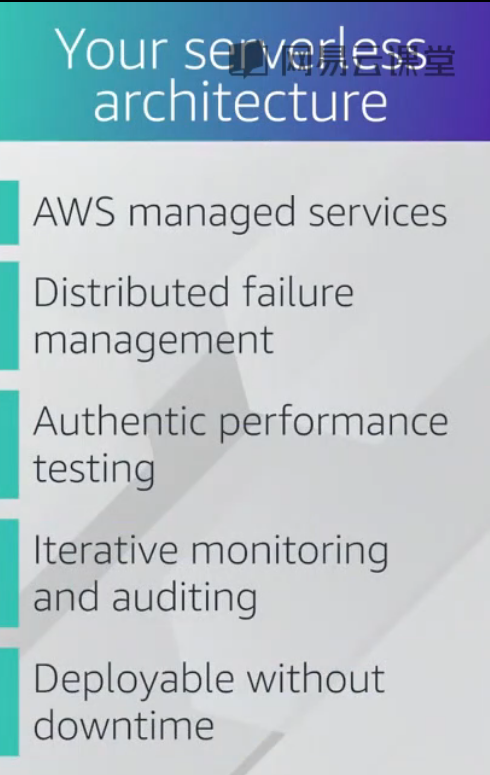 Your serverless
网易云课堂
architecture
AWS managed services
Distributed failure
management
Authentic performance
testing
Iterative monitoring
and auditing
Deployable without
downtime